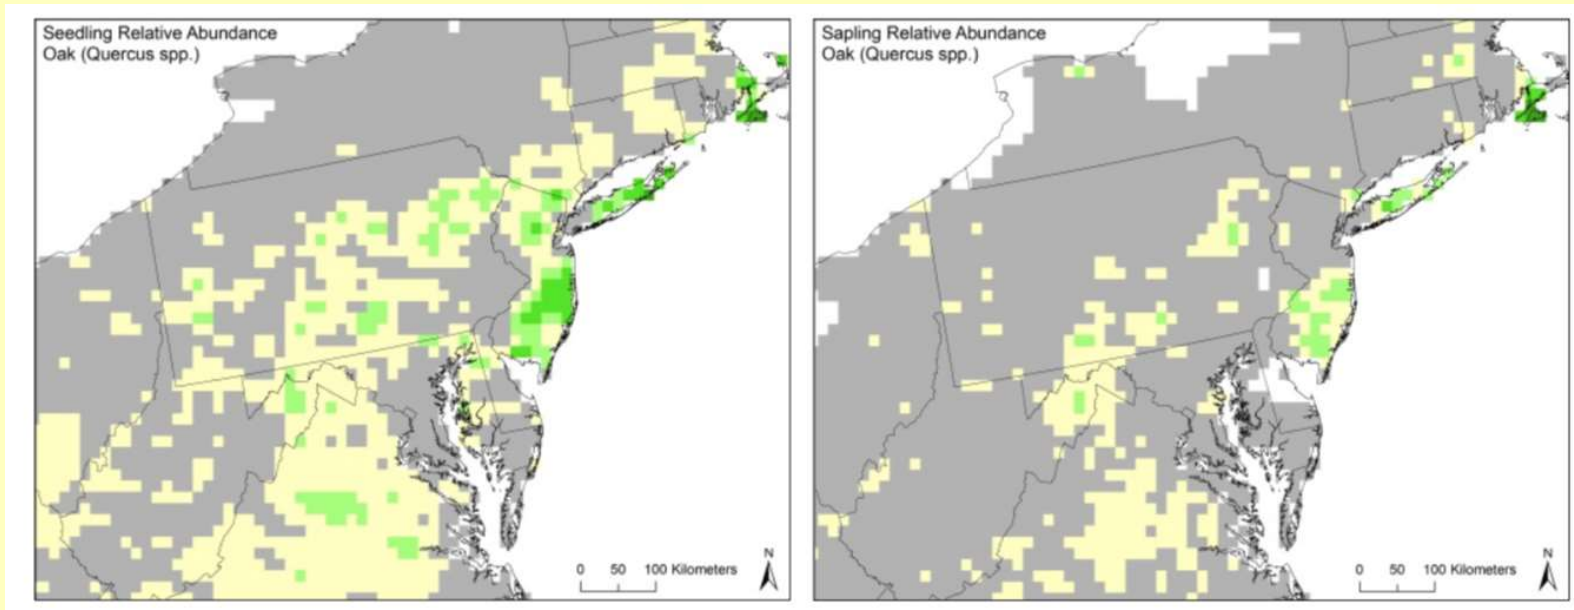 Seedling Relative Abundance
Oak (Quercus spp.)
N
0 50 100 Kilometers
Sapling Relative Abundance
Oak (Quercus spp.)
N
0 50 100 Kilometers